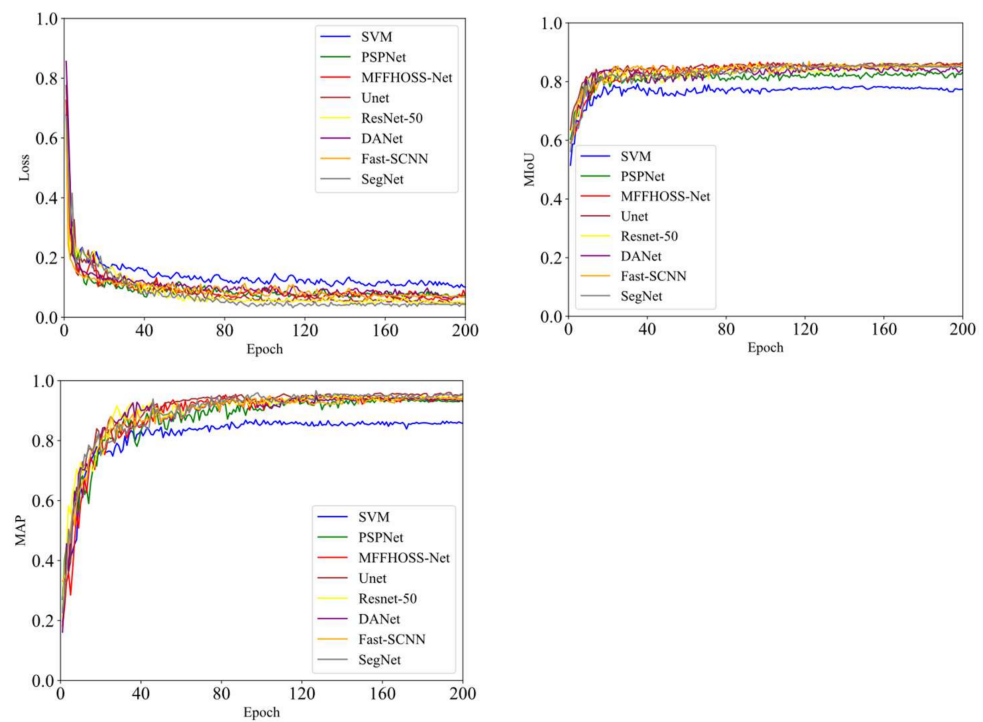 1.0
0.8
0.6
0.4
0.2
0.0
Loss
0
40
80
120
160
200
Epoch
SVM
PSPNet
MFFHOSS-Net
Unet
ResNet-50
DANet
Fast-SCNN
SegNet
1.0
0.8
0.6
0.4
0.2
0.0
MIoU
0
40
80
120
160
200
Epoch
SVM
PSPNet
MFFHOSS-Net
Unet
Resnet-50
DANet
Fast-SCNN
SegNet
1.0
0.8
0.6
0.4
0.2
0.0
MAP
0
40
80
120
160
200
Epoch
SVM
PSPNet
MFFHOSS-Net
Unet
Resnet-50
DANet
Fast-SCNN
SegNet